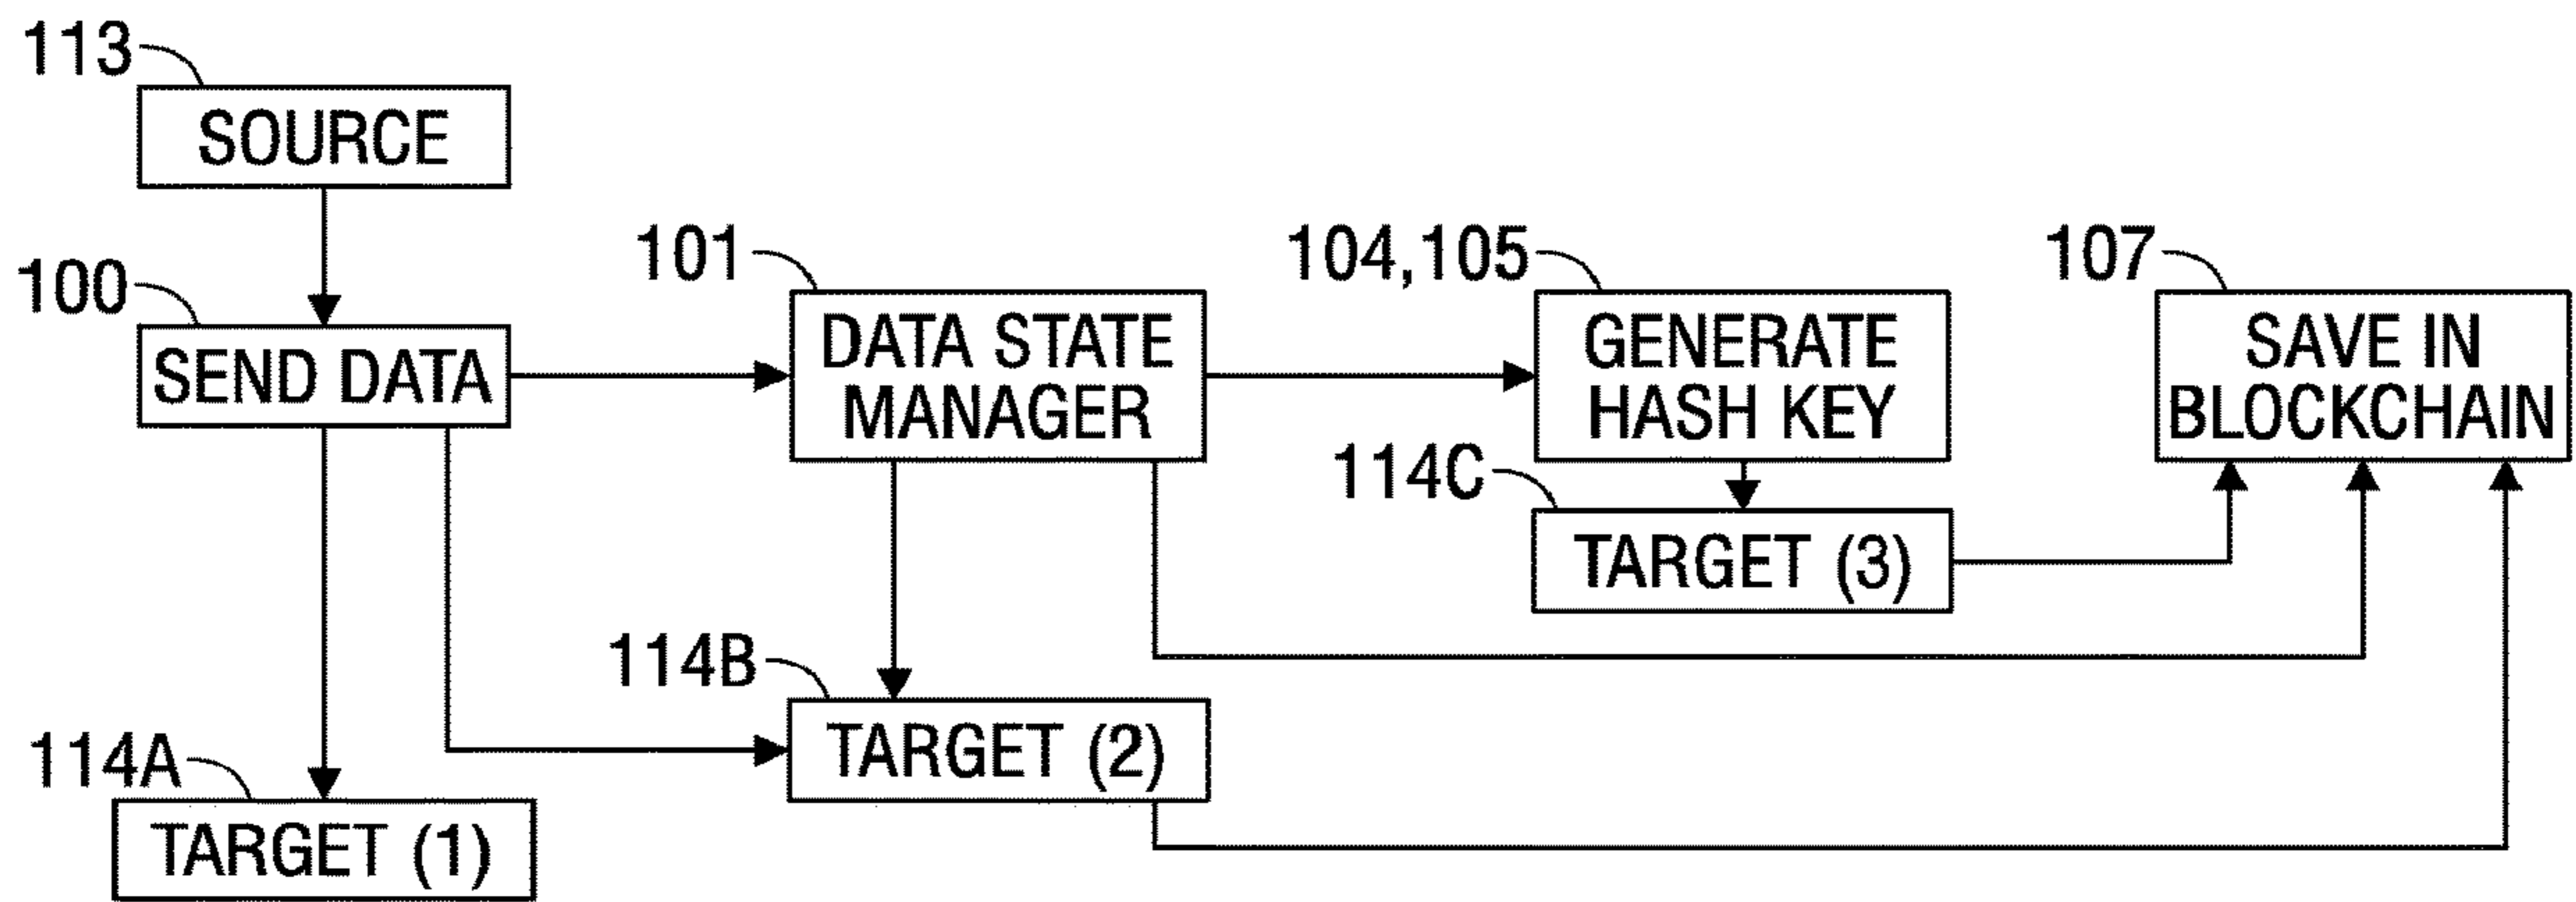 113
SOURCE
100
SEND DATA
101
DATA STATE
MANAGER
104,105
GENERATE
HASH KEY
107
SAVE IN
BLOCKCHAIN
114C
TARGET (3)
114B
TARGET (2)
114A
TARGET (1)